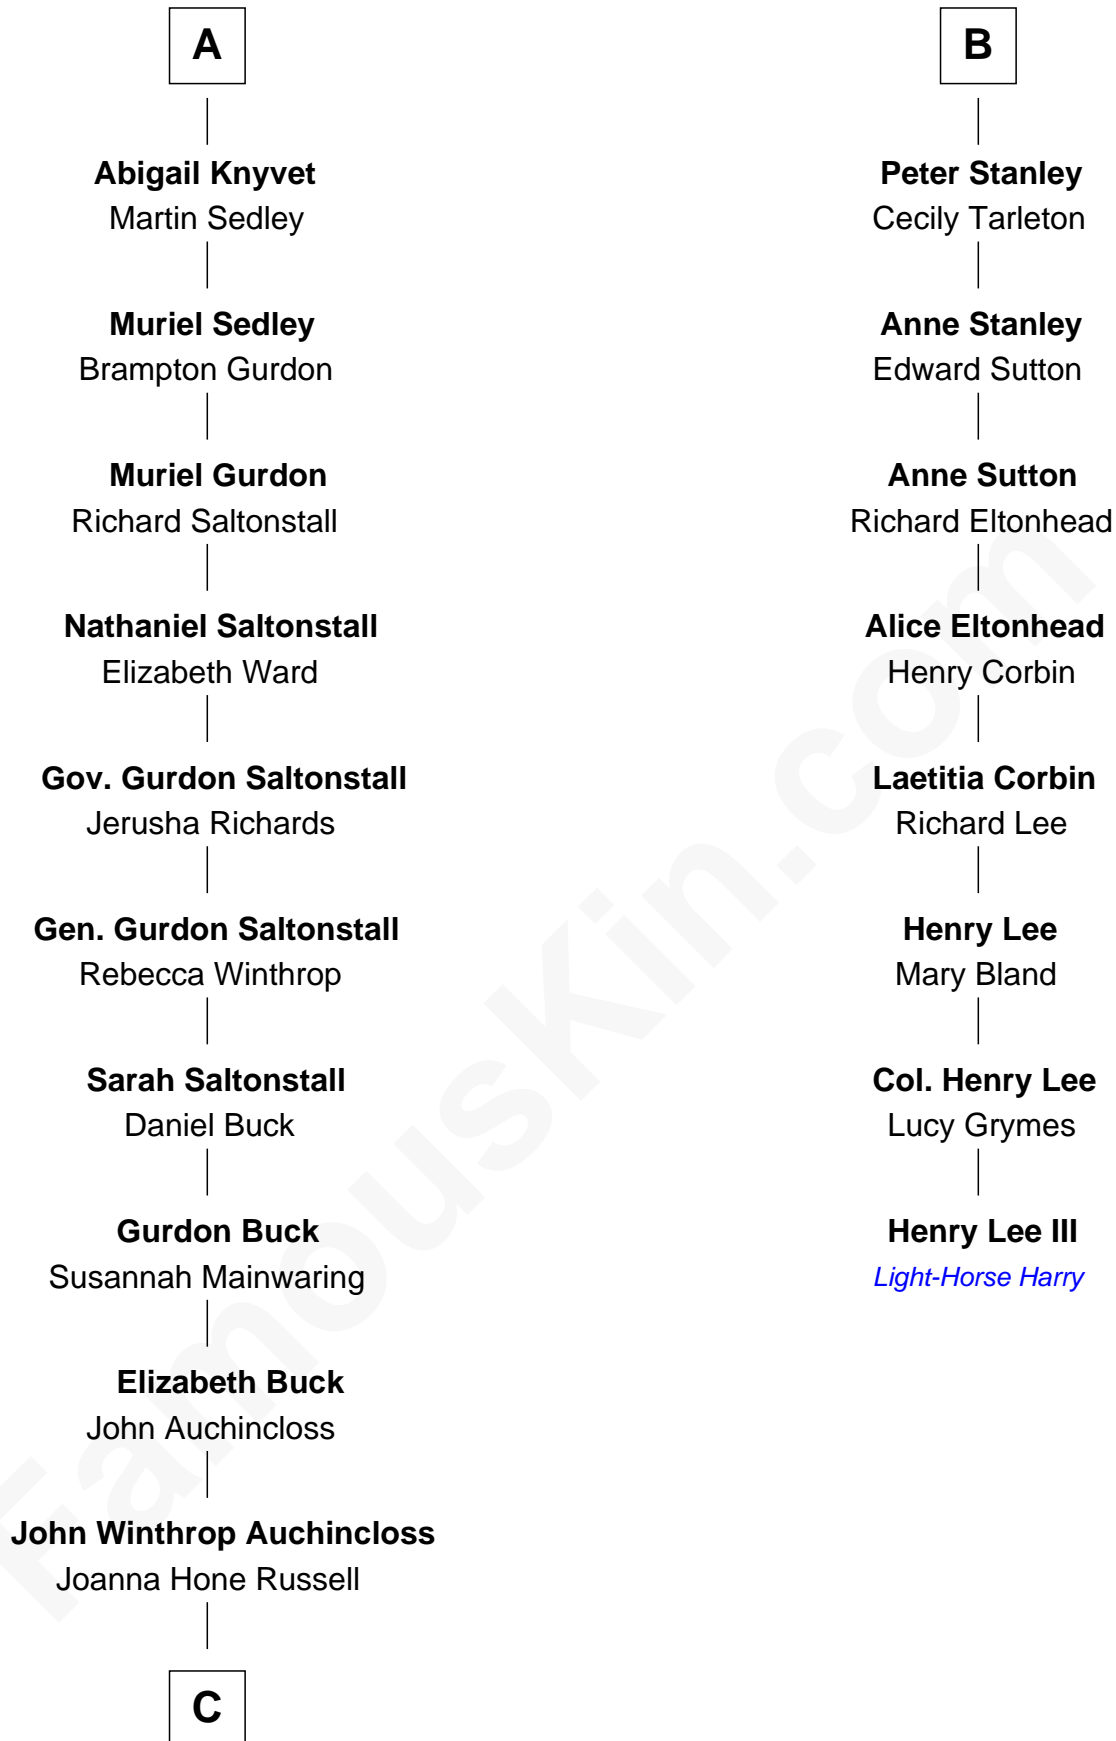 A
Abigail Knyvet
Martin Sedley
Muriel Sedley
Brampton Gurdon
Muriel Gurdon
Richard Saltonstall
Nathaniel Saltonstall
Elizabeth Ward
Gov. Gurdon Saltonstall
Jerusha Richards
Gen. Gurdon Saltonstall
Rebecca Winthrop
Sarah Saltonstall
Daniel Buck
Gurdon Buck
Susannah Mainwaring
Elizabeth Buck
John Auchincloss
John Winthrop Auchincloss
Joanna Hone Russell
C
B
Peter Stanley
Cecily Tarleton
Anne Stanley
Edward Sutton
Anne Sutton
Richard Eltonhead
Alice Eltonhead
Henry Corbin
Laetitia Corbin
Richard Lee
Henry Lee
Mary Bland
Col. Henry Lee
Lucy Grymes
Henry Lee III
Light-Horse Harry
FamousKin.com